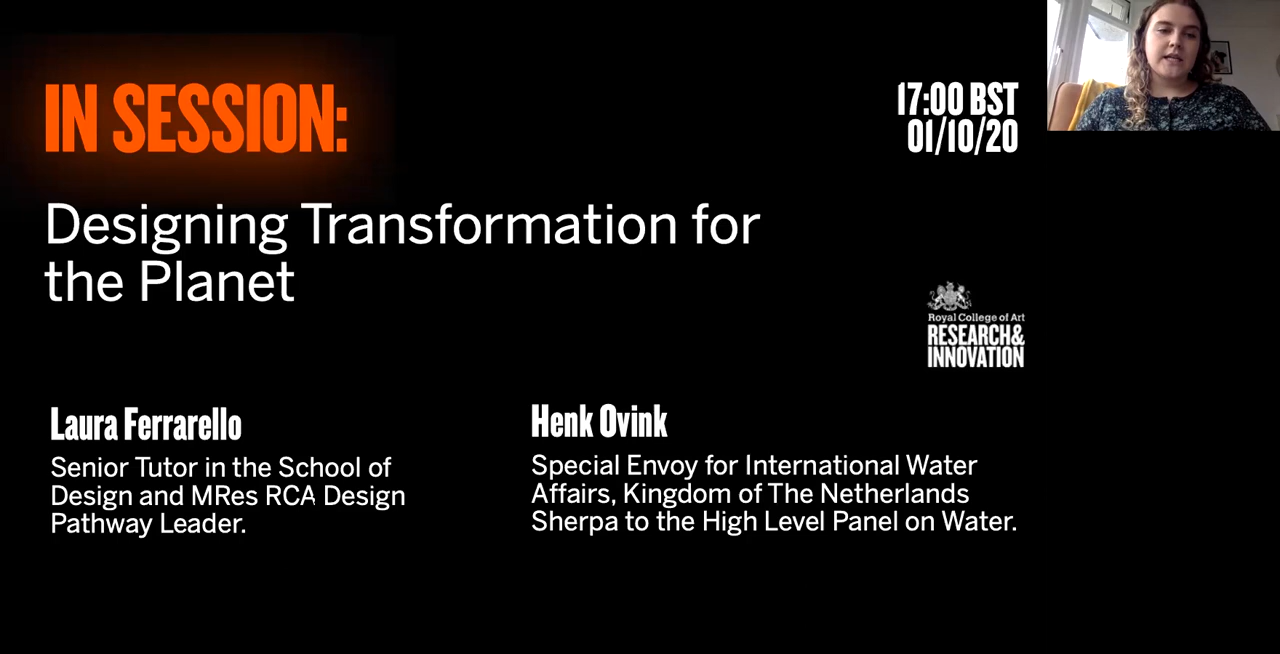 IN SESSION:
17:00 BST
01/10/20
Designing Transformation for
the Planet
Royal College of Art
RESEARCH&
INNOVATION
Laura Ferrarello
Senior Tutor in the School of
Design and MRes RCA Design
Pathway Leader.
Henk Ovink
Special Envoy for International Water
Affairs, Kingdom of The Netherlands
Sherpa to the High Level Panel on Water.